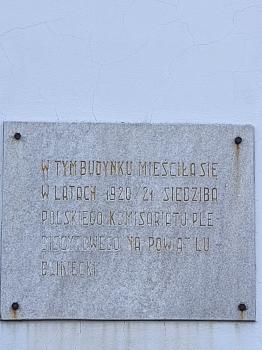 W TYM BUDYNKU MIEŚCIŁA SIĘ
W LATACH 1920/21 SIEDZIBA
POLSKIEGO KOMISARIATU PLE
BISCYTOWEGO NA POWIAT LU
BLINIECKI